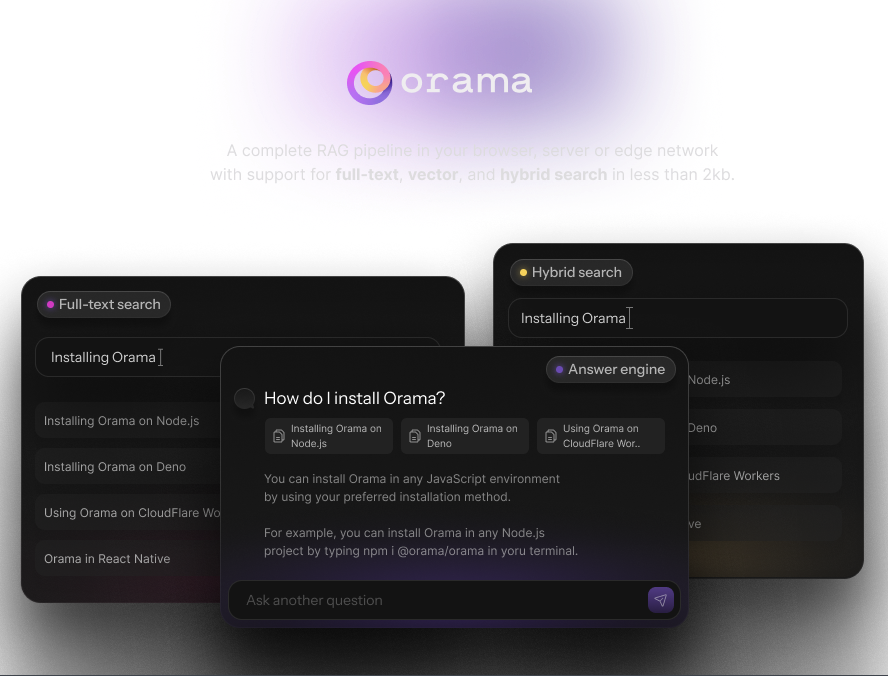 orama
A complete RAG pipeline in your browser, server or edge network
with support for full-text, vector, and hybrid search in less than 2kb.
Full-text search
Installing Orama
Installing Orama on Node.js
Installing Orama on Deno
Using Orama on CloudFlare Wo
Orama in React Native
Hybrid search
Installing Orama
Node.js
Deno
udFlare Workers
ve
Answer engine
How do I install Orama?
Installing Orama on
Node.js
Installing Orama on
Deno
Using Orama on
CloudFlare Wor..
You can install Orama in any JavaScript environment
by using your preferred installation method.
For example, you can install Orama in any Node.js
project by typing npm i @orama/orama in yoru terminal.
Ask another question